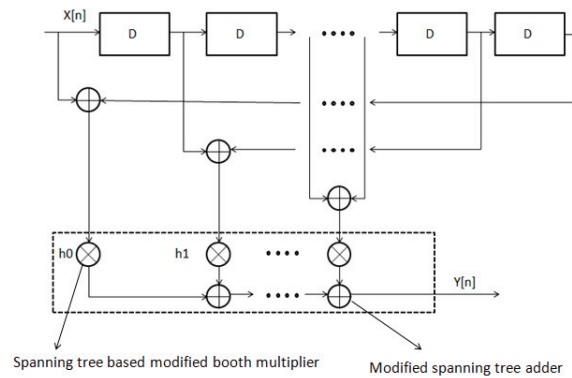 X[n]
D D D D
h0 h1
Y[n]
Spanning tree based modified booth multiplier
Modified spanning tree adder